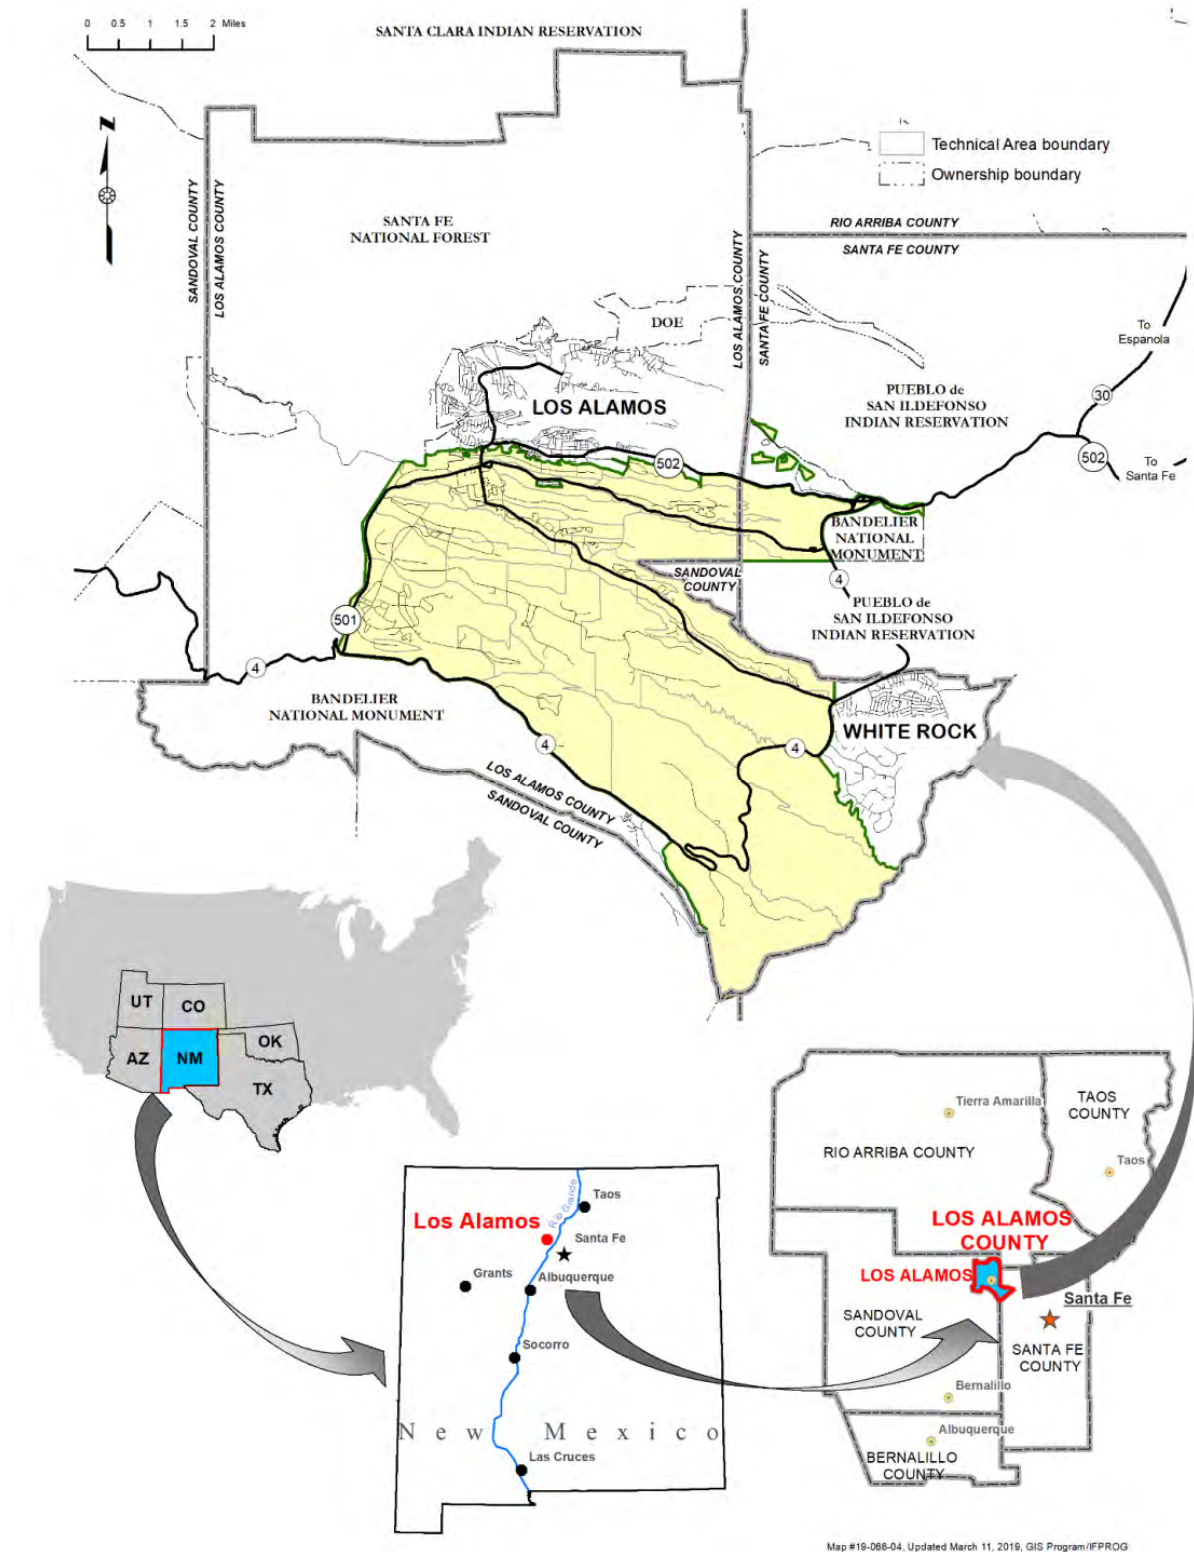 0 0.5 1 1.5 2 Miles
SANTA CLARA INDIAN RESERVATION
N
Technical Area boundary
Ownership boundary
SANDOVAL COUNTY
LOS ALAMOS COUNTY
SANTA FE
NATIONAL FOREST
RIO ARRIBA COUNTY
SANTA FE COUNTY
LOS ALAMOS COUNTY
SANTA FE COUNTY
DOE
To
Espanola
PUEBLO de
SAN ILDEFONSO
INDIAN RESERVATION
30
LOS ALAMOS
502
502
To
Santa Fe
BANDELIER
NATIONAL
MONUMENT
SANDOVAL
COUNTY
4
PUEBLO de
SAN ILDEFONSO
INDIAN RESERVATION
501
4
BANDELIER
NATIONAL MONUMENT
WHITE ROCK
4
4
LOS ALAMOS COUNTY
SANDOVAL COUNTY
UT
CO
AZ
NM
OK
TX
Tierra Amarilla
TAOS
COUNTY
RIO ARRIBA COUNTY
Taos
LOS ALAMOS
COUNTY
LOS ALAMOS
Santa Fe
SANDOVAL
COUNTY
SANTA FE
COUNTY
Bernalillo
Albuquerque
BERNALILLO
COUNTY
Rio Grande
Taos
Los Alamos
Santa Fe
Grants
Albuquerque
Socorro
New Mexico
Las Cruces
Map #19-066-04, Updated March 11, 2019, GIS Program/IFPROG